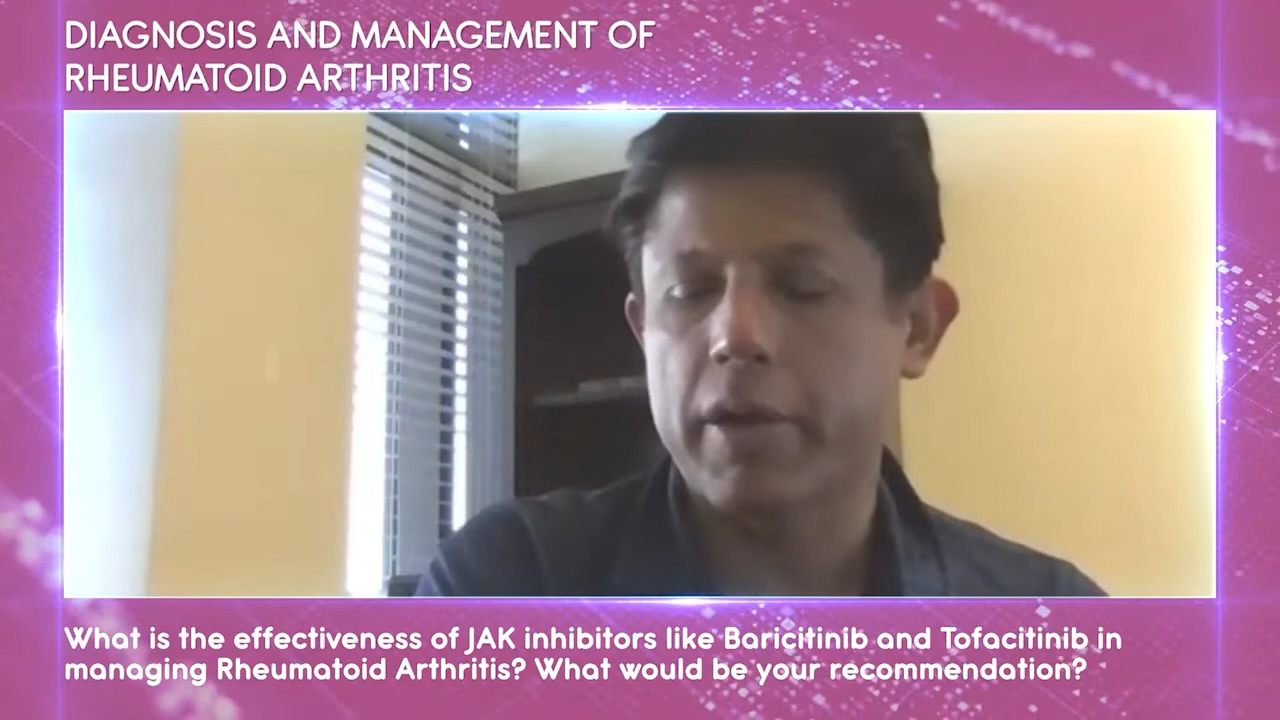 DIAGNOSIS AND MANAGEMENT OF
RHEUMATOID ARTHRITIS
What is the effectiveness of JAK inhibitors like Baricitinib and Tofacitinib in
managing Rheumatoid Arthritis? What would be your recommendation?